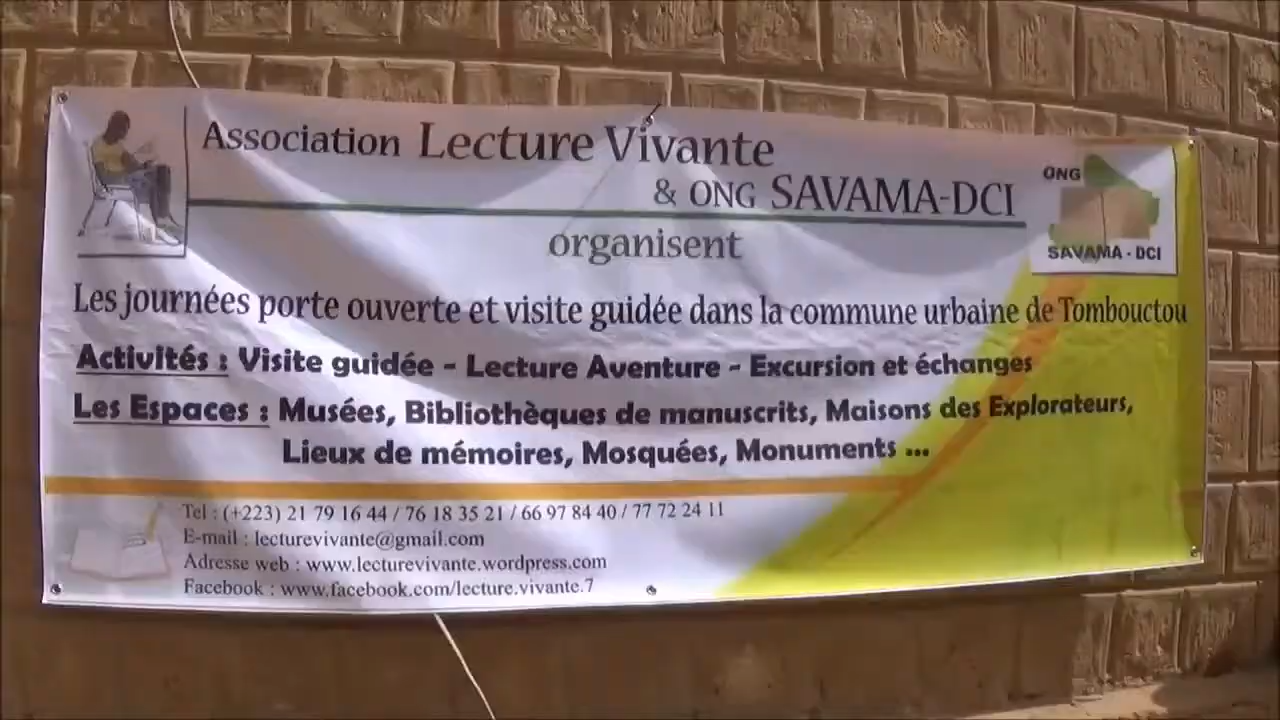 Association Lecture Vivante
& ONG SAVAMA-DCI
ONG
SAVAMA - DCI
organisent
Les journées porte ouverte et visite guidée dans la commune urbaine de Tombouctou
Activités : Visite guidée - Lecture Aventure - Excursion et échanges
Les Espaces : Musées, Bibliothèques de manuscrits, Maisons des Explorateurs,
Lieux de mémoires, Mosquées, Monuments ...
Tel : (+223) 21 79 16 44 / 76 18 35 21 / 66 97 84 40 / 77 72 24 11
E-mail : lecturevivante@gmail.com
Adresse web : www.lecturevivante.wordpress.com
Facebook : www.facebook.com/lecture.vivante.7